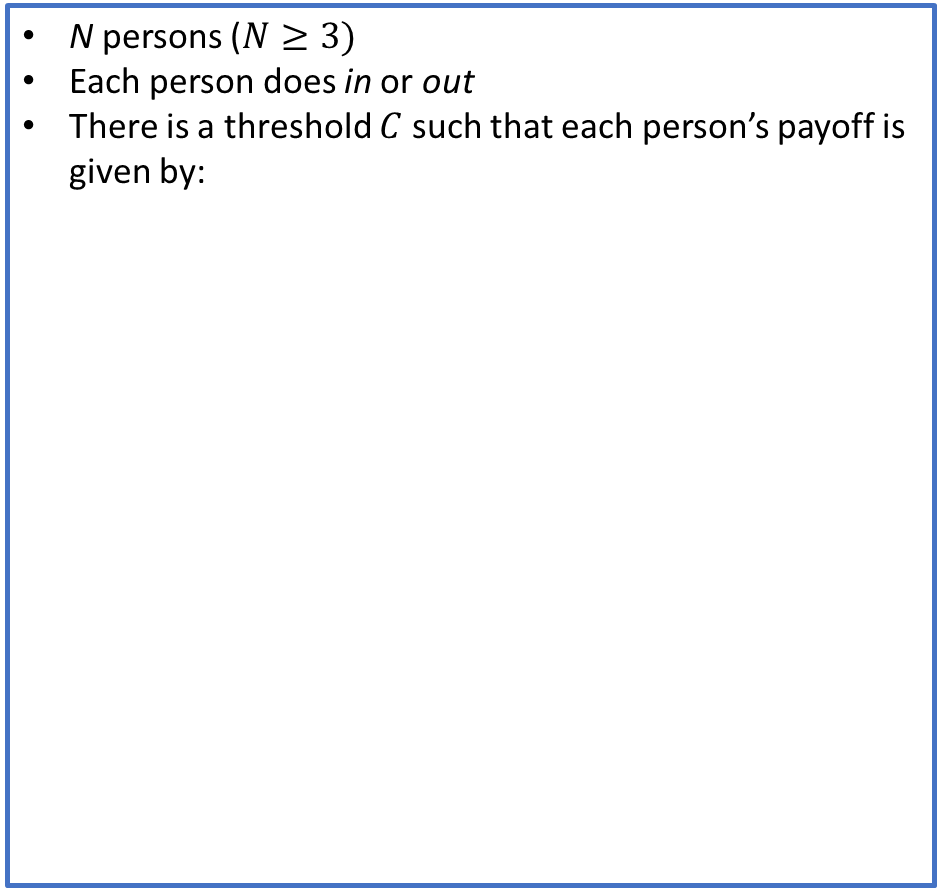 • N persons (N ≥ 3)
• Each person does in or out
• There is a threshold C such that each person’s payoff is
given by: